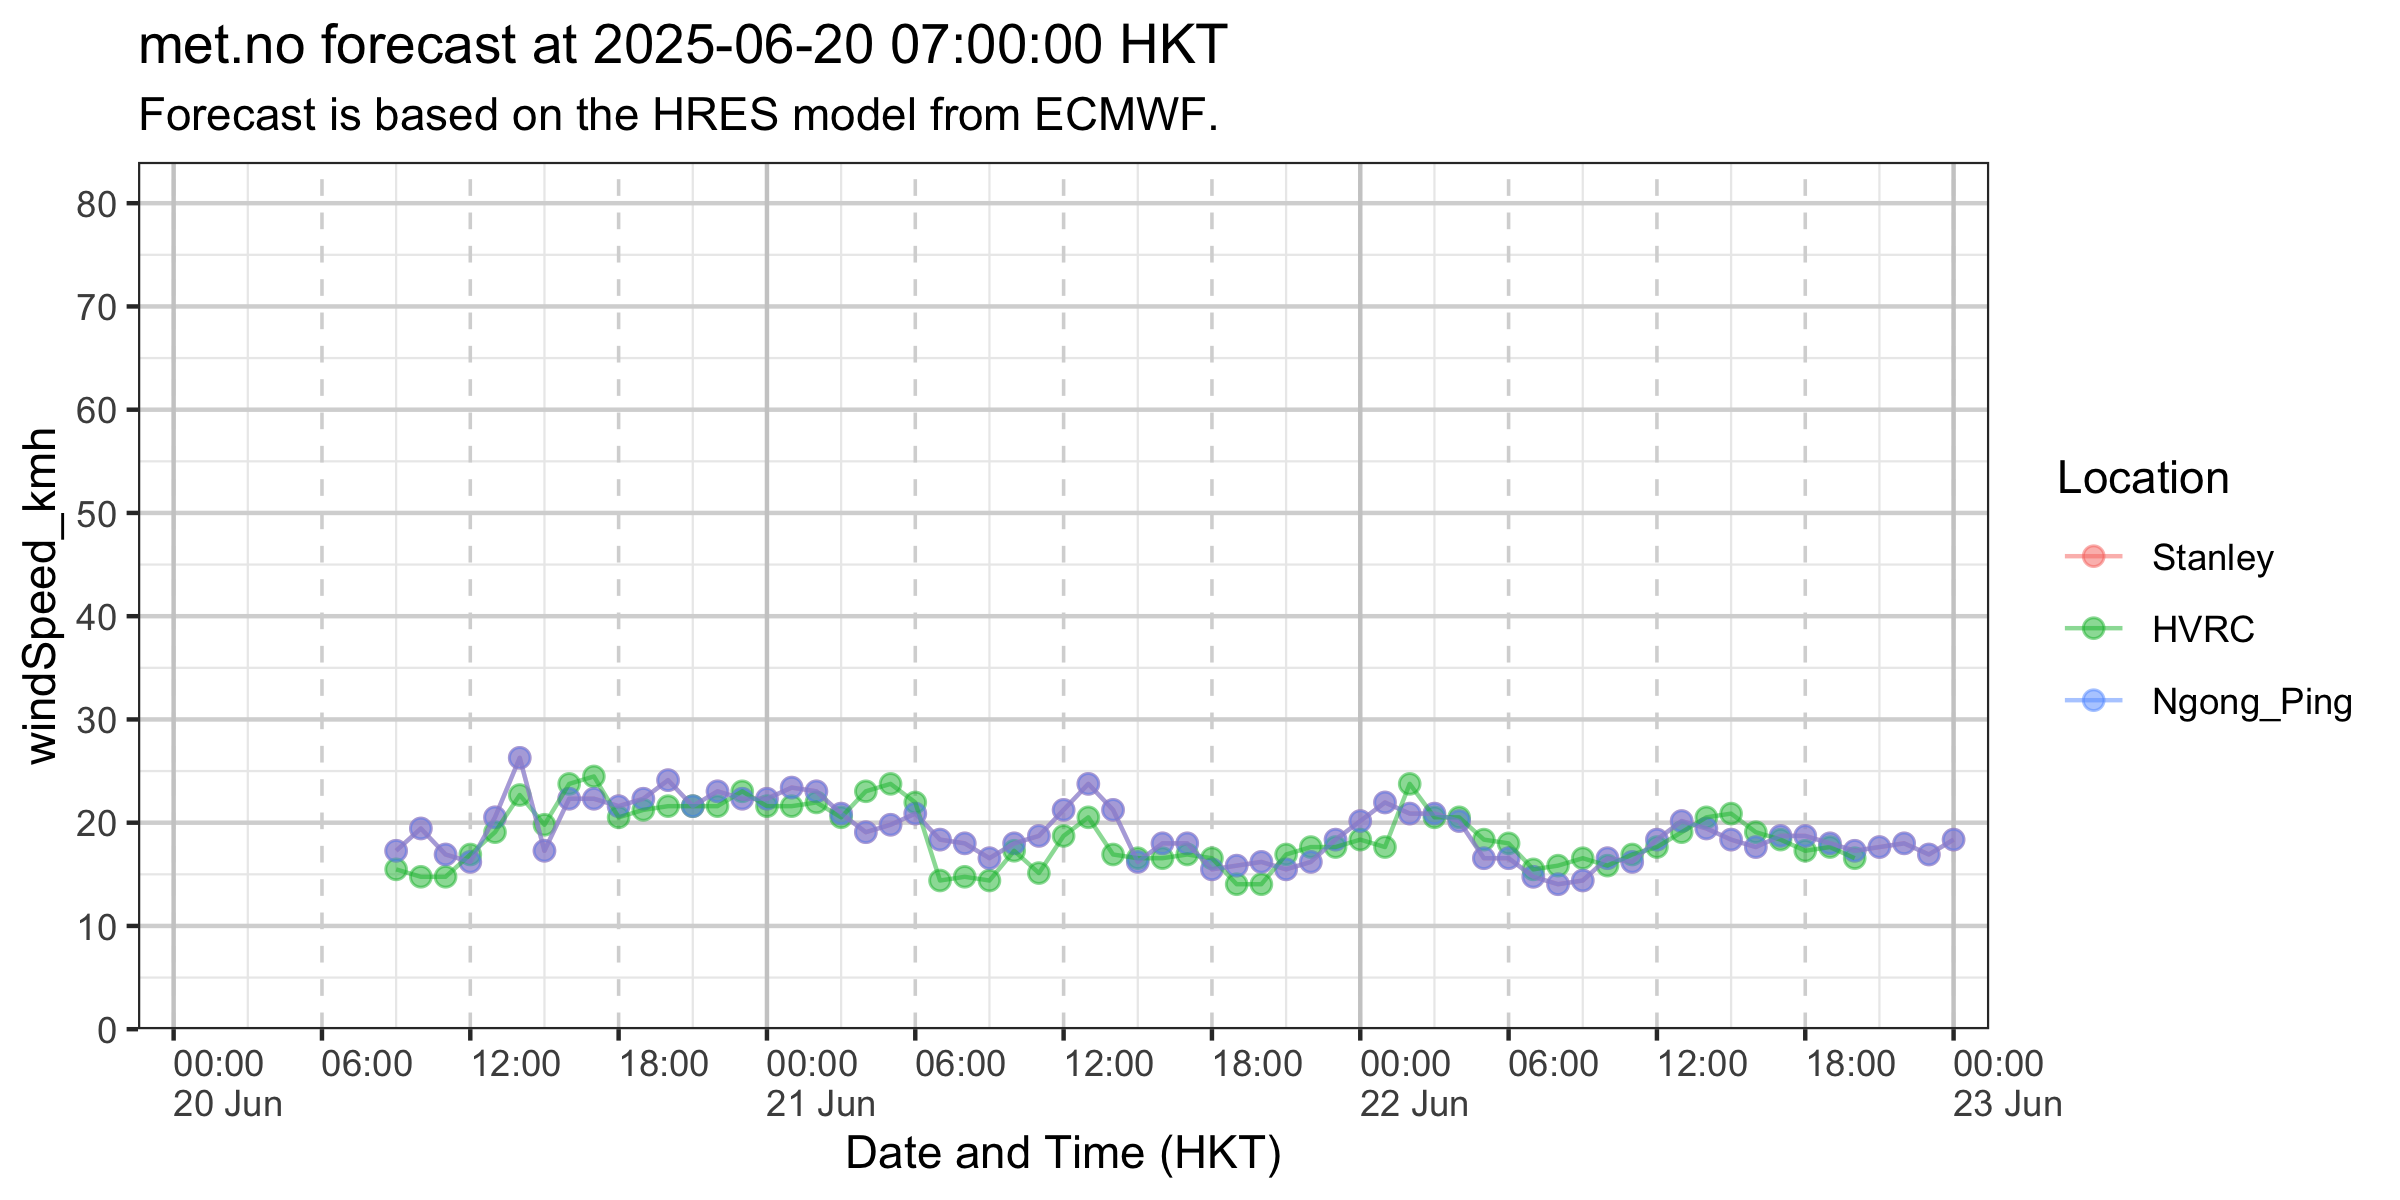 met.no forecast at 2025-06-20 07:00:00 HKT
Forecast is based on the HRES model from ECMWF.
windSpeed_kmh
80
70
60
50
40
30
20
10
0
00:00 06:00 12:00 18:00 00:00 06:00 12:00 18:00 00:00 06:00 12:00 18:00 00:00
20 Jun 21 Jun 22 Jun 23 Jun
Date and Time (HKT)
Location
Stanley
HVRC
Ngong_Ping